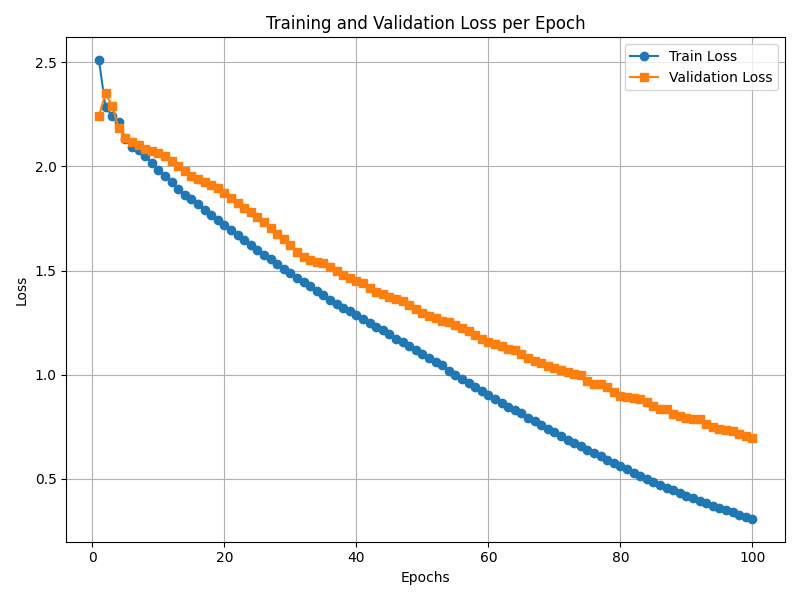 Training and Validation Loss per Epoch
Train Loss
Validation Loss
2.5
2.0
1.5
1.0
0.5
Loss
0 20 40 60 80 100
Epochs